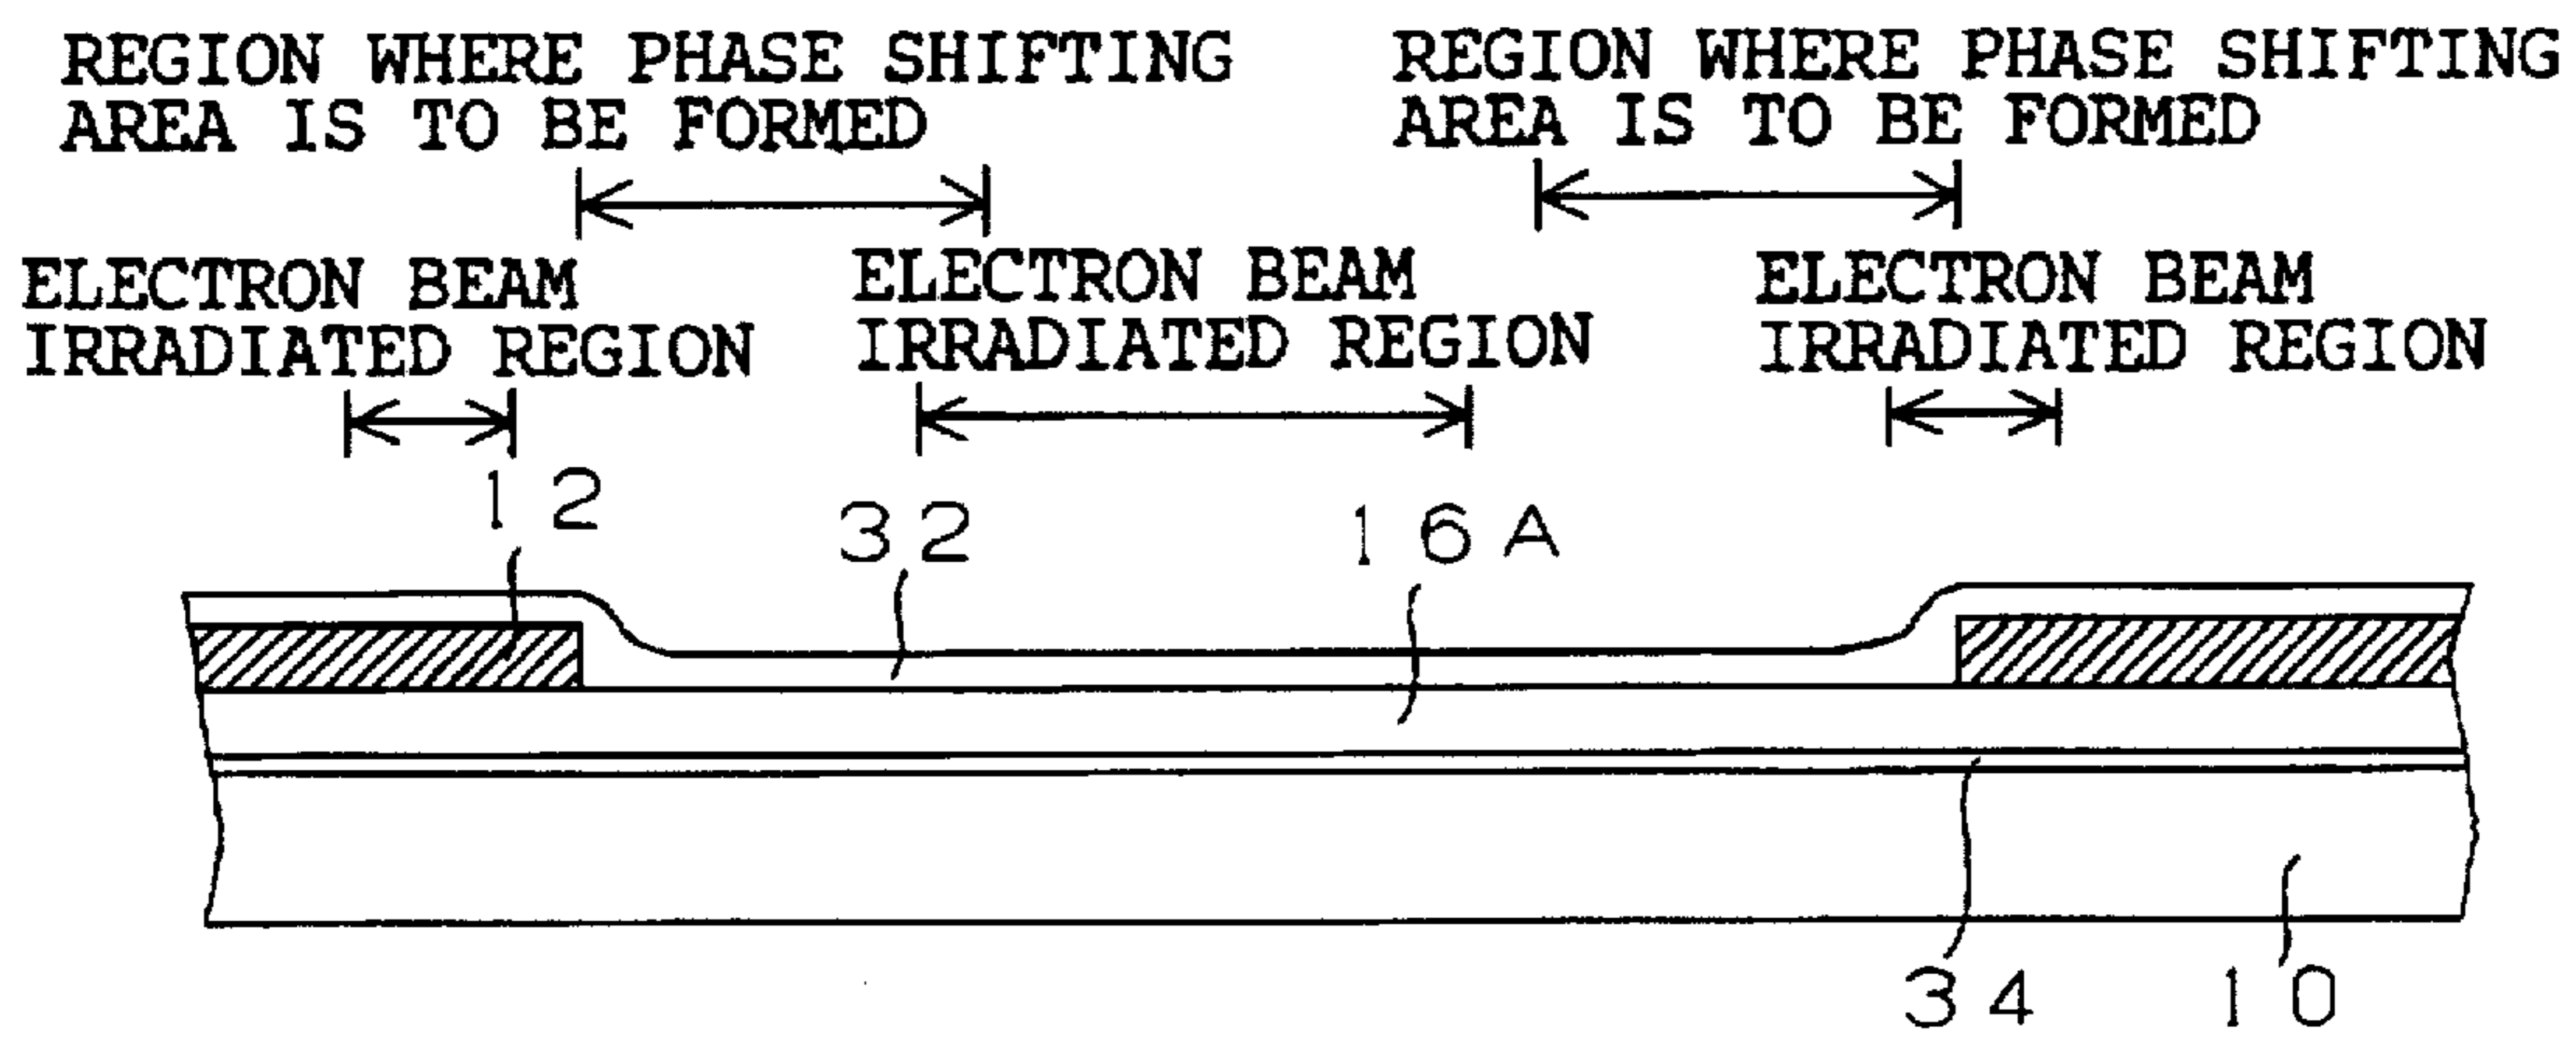 REGION WHERE PHASE SHIFTING
AREA IS TO BE FORMED
REGION WHERE PHASE SHIFTING
AREA IS TO BE FORMED
ELECTRON BEAM
IRRADIATED REGION
ELECTRON BEAM
IRRADIATED REGION
ELECTRON BEAM
IRRADIATED REGION
12
32
16A
34
10